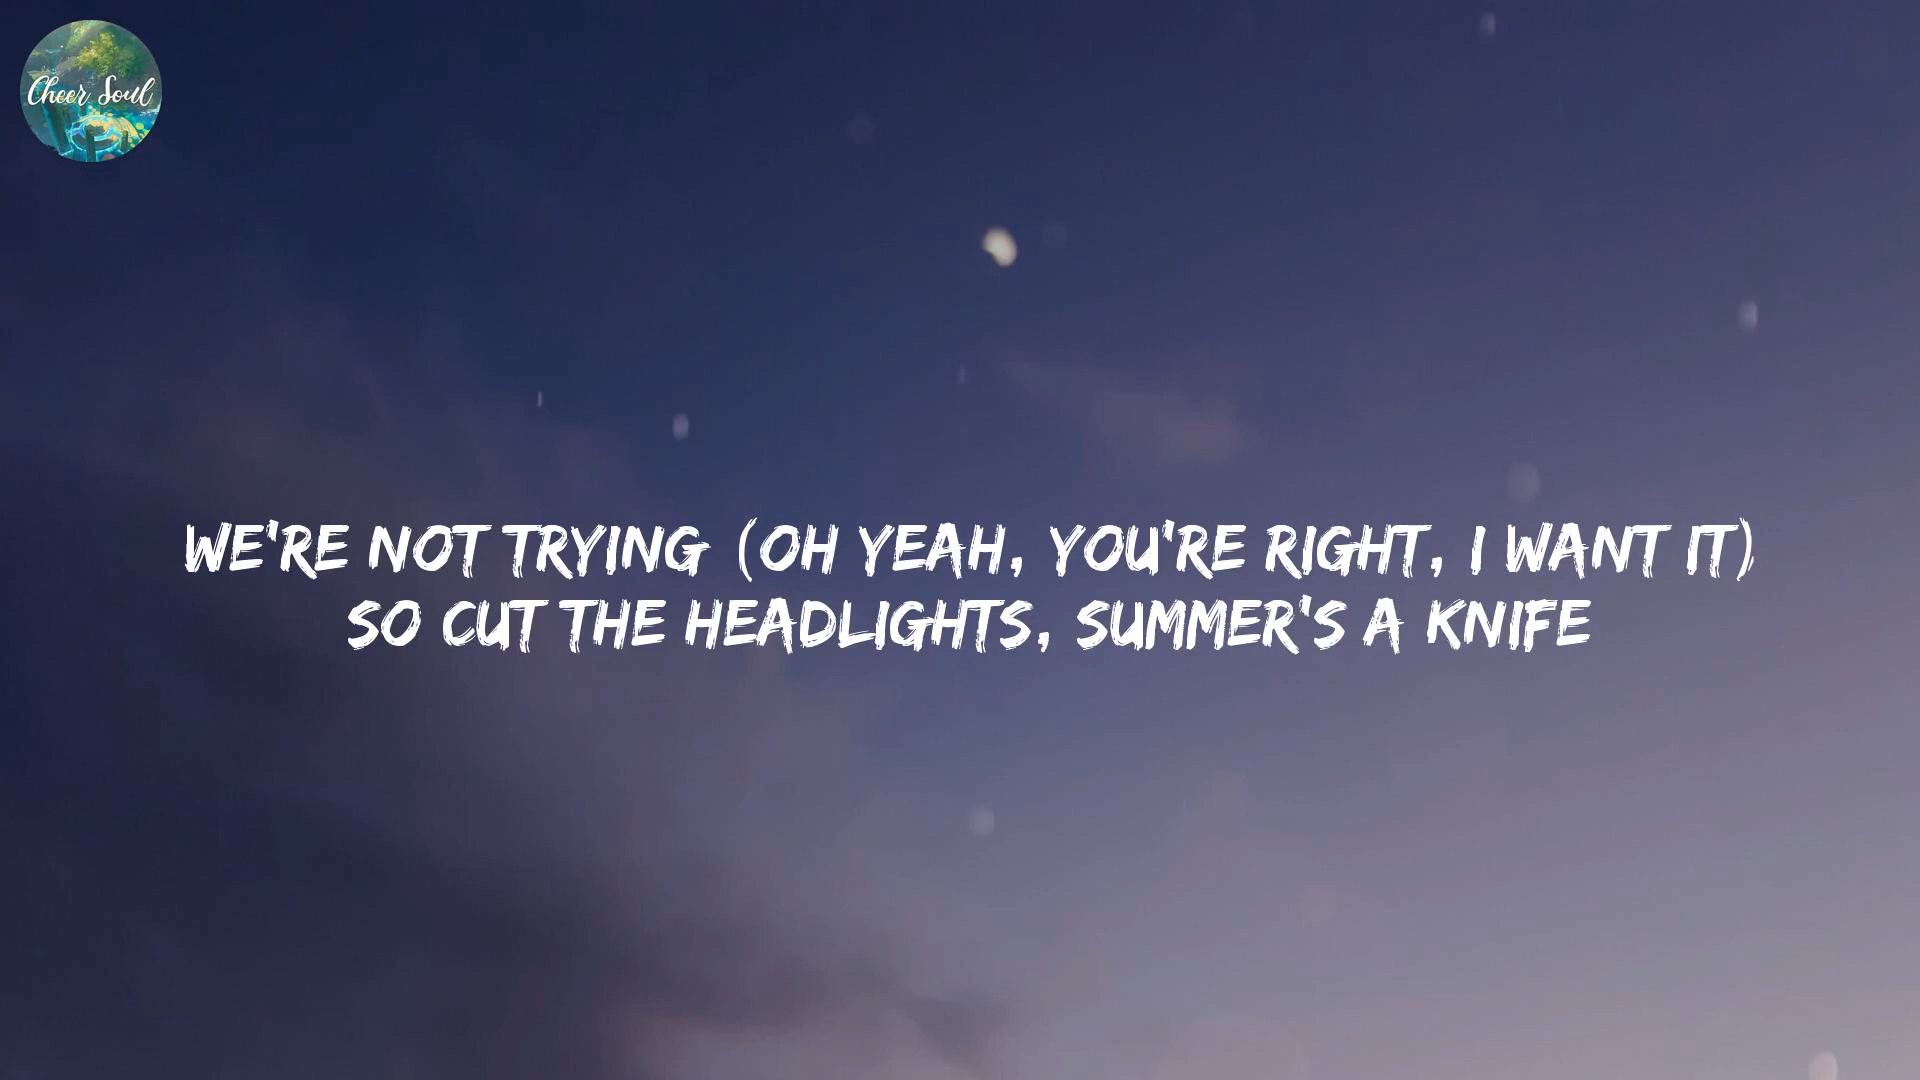 Cheer Soul
WE'RE NOT TRYING (OH YEAH, YOU'RE RIGHT, I WANT IT)
SO CUT THE HEADLIGHTS, SUMMER'S A KNIFE